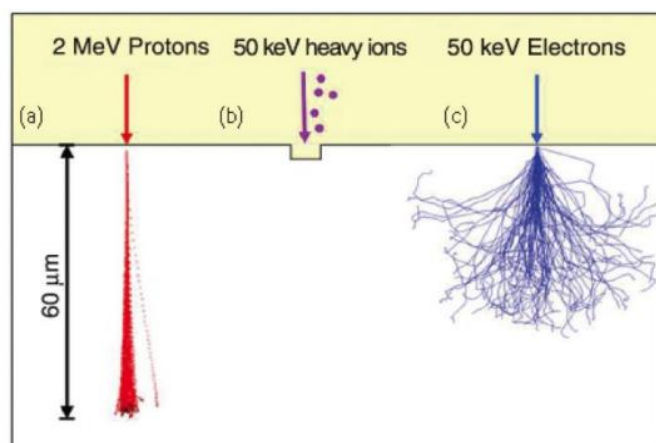 2 MeV Protons
50 keV heavy ions
50 keV Electrons
(a)
(b)
(c)
60 μm